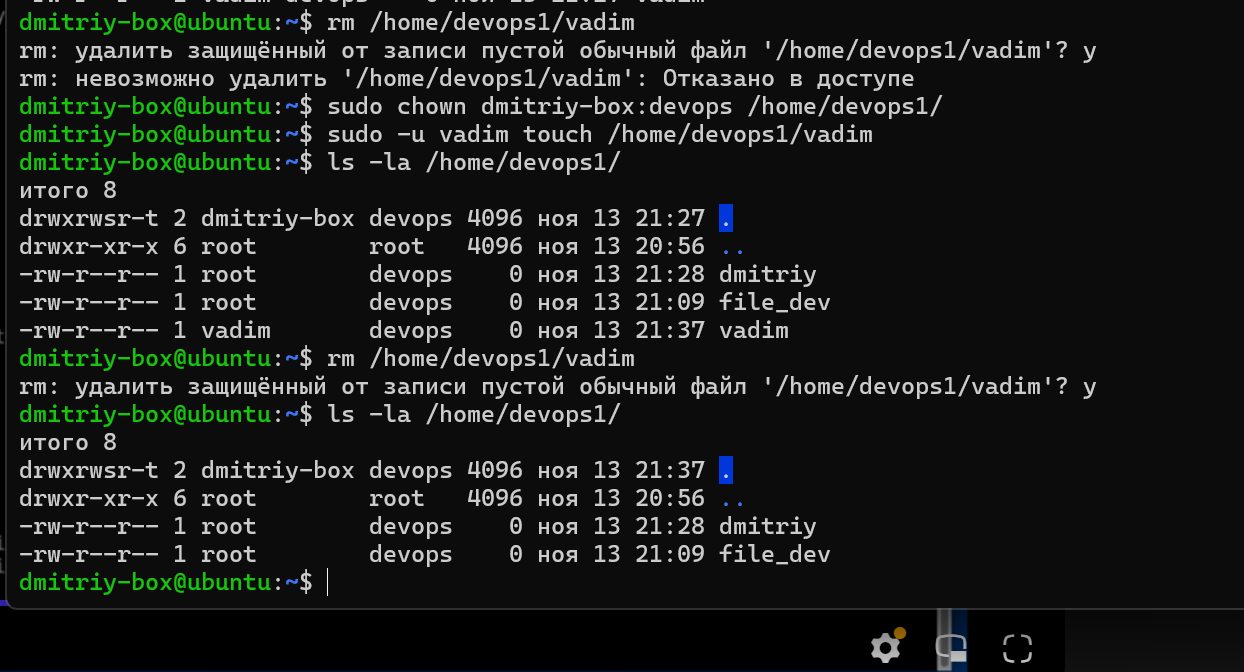 dmitriy-box@ubuntu:~$ rm /home/devops1/vadim
rm: удалить защищённый от записи пустой обычный файл '/home/devops1/vadim'? y
rm: невозможно удалить '/home/devops1/vadim': Отказано в доступе
dmitriy-box@ubuntu:~$ sudo chown dmitriy-box:devops /home/devops1/
dmitriy-box@ubuntu:~$ sudo -u vadim touch /home/devops1/vadim
dmitriy-box@ubuntu:~$ ls -la /home/devops1/
итого 8
drwxrwsr-t 2 dmitriy-box devops 4096 ноя 13 21:27 .
drwxr-xr-x 6 root        root   4096 ноя 13 20:56 ..
-rw-r--r-- 1 root        devops    0 ноя 13 21:28 dmitriy
-rw-r--r-- 1 root        devops    0 ноя 13 21:09 file_dev
-rw-r--r-- 1 vadim       devops    0 ноя 13 21:37 vadim
dmitriy-box@ubuntu:~$ rm /home/devops1/vadim
rm: удалить защищённый от записи пустой обычный файл '/home/devops1/vadim'? y
dmitriy-box@ubuntu:~$ ls -la /home/devops1/
итого 8
drwxrwsr-t 2 dmitriy-box devops 4096 ноя 13 21:37 .
drwxr-xr-x 6 root        root   4096 ноя 13 20:56 ..
-rw-r--r-- 1 root        devops    0 ноя 13 21:28 dmitriy
-rw-r--r-- 1 root        devops    0 ноя 13 21:09 file_dev
dmitriy-box@ubuntu:~$